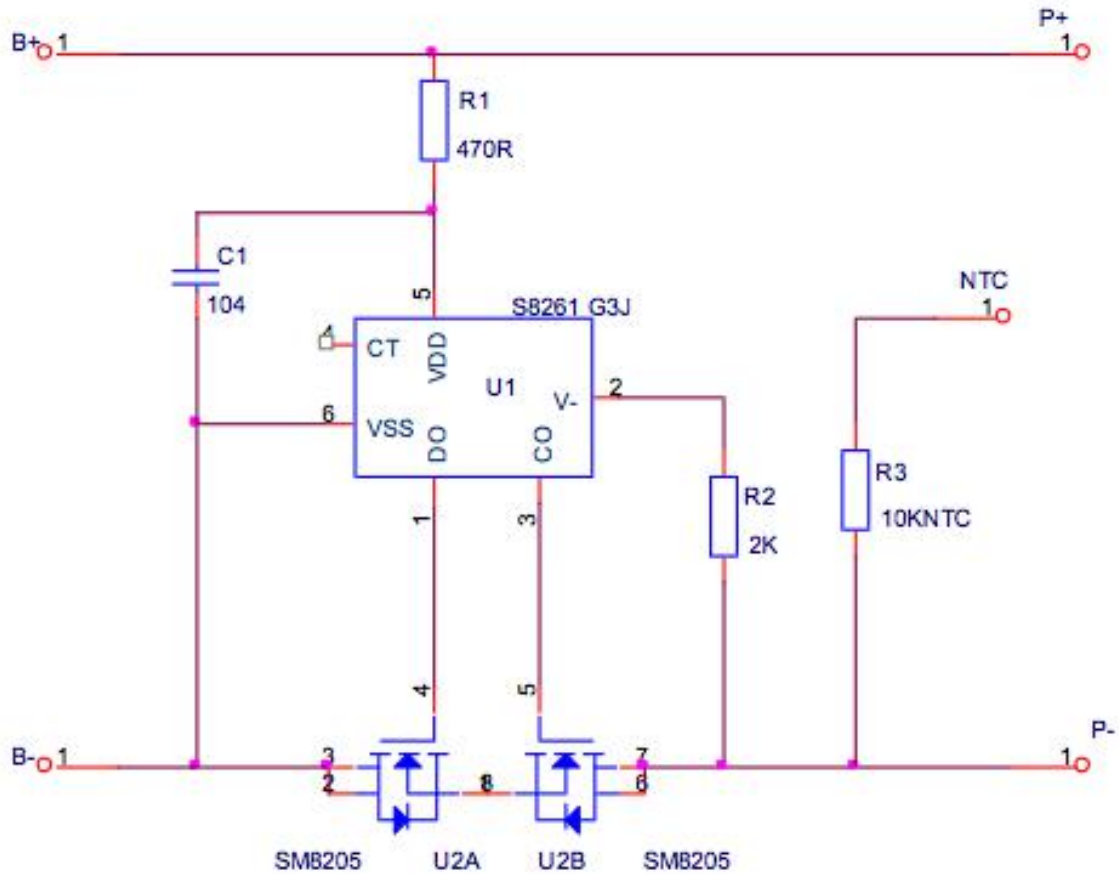 B+ 1
P+
1
R1
470R
C1
104
5
S8261 G3J
NTC
1
4
CT
VDD
U1
V-
2
6
VSS
DO
CO
R2
2K
R3
10KNTC
1
3
4
5
B- 1
3
2
8
7
6
P-
1
SM8205
U2A
U2B
SM8205